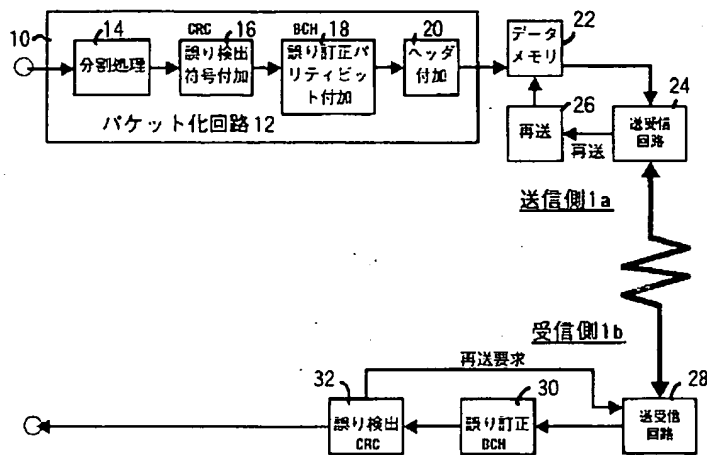 10
14
CRC
16
BCH
18
20
22
分割処理
誤り検出
符号付加
誤り訂正パ
リティビッ
ト付加
ヘッダ
付加
データ
メモリ
パケット化回路12
26
再送
再送
24
送受信
回路
送信側1a
受信側1b
再送要求
32
誤り検出
CRC
30
誤り訂正
BCH
28
送受信
回路